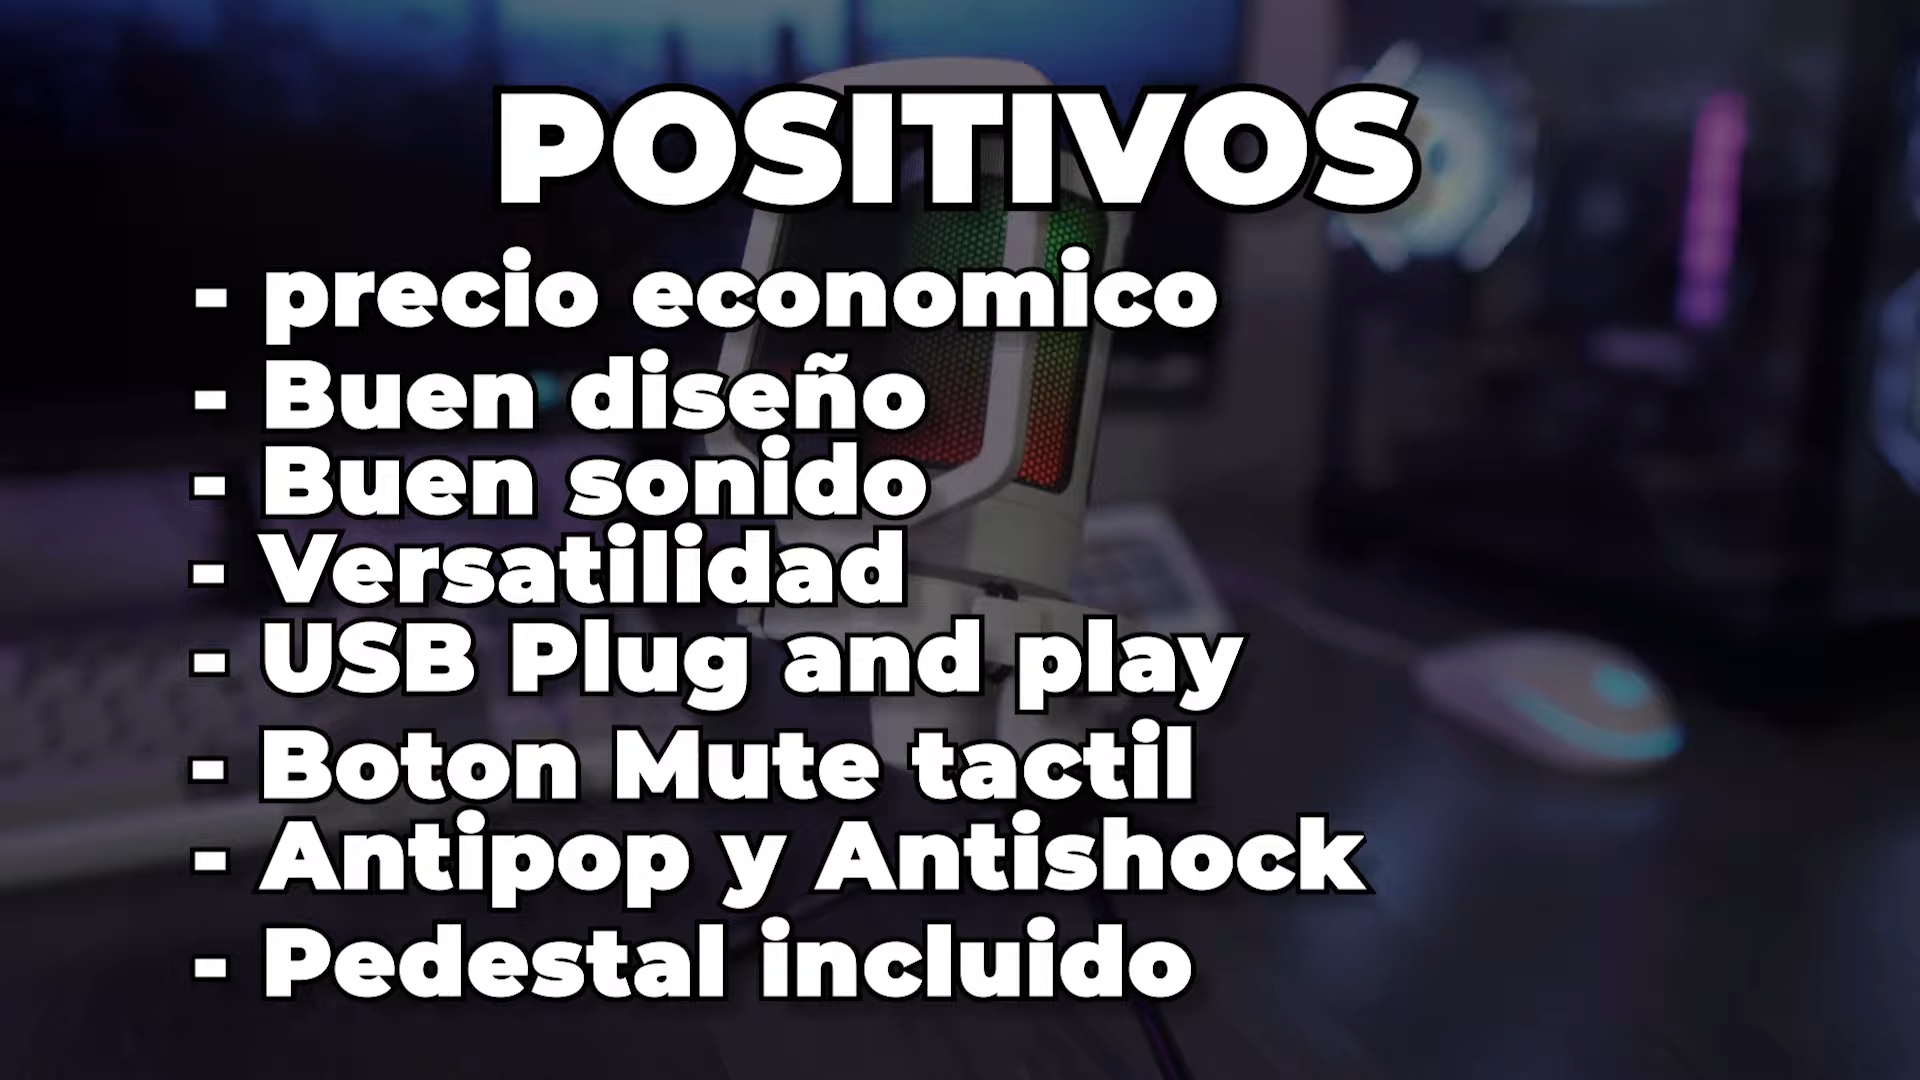 POSITIVOS
- precio economico
- Buen diseño
- Buen sonido
- Versatilidad
- USB Plug and play
- Boton Mute tactil
- Antipop y Antishock
- Pedestal incluido